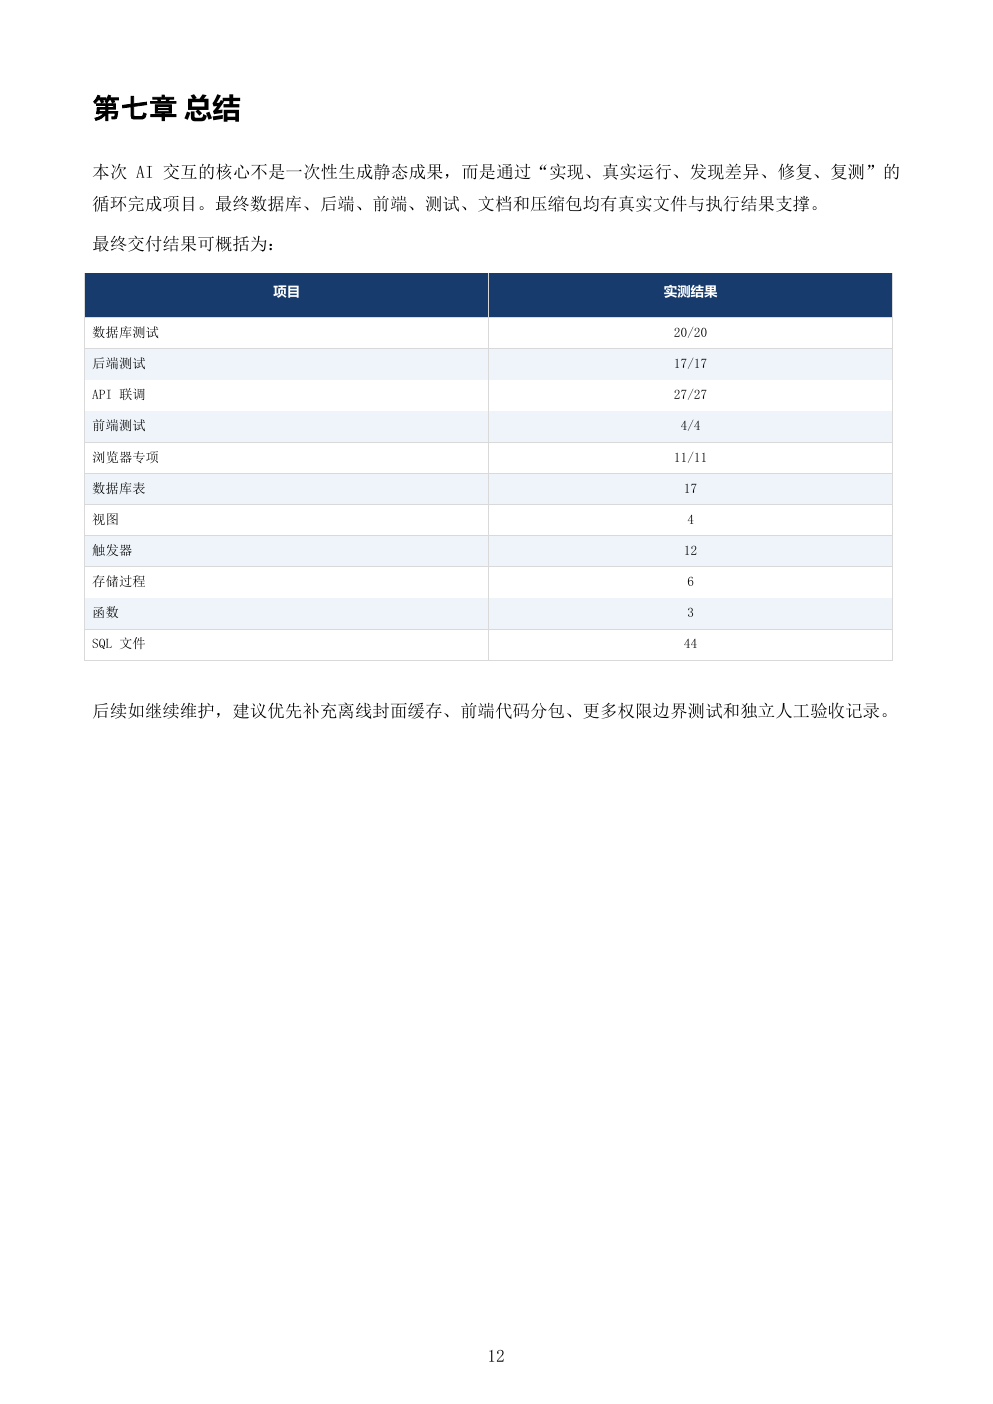 第七章 总结
本次 AI 交互的核心不是一次性生成静态成果，而是通过“实现、真实运行、发现差异、修复、复测”的
循环完成项目。最终数据库、后端、前端、测试、文档和压缩包均有真实文件与执行结果支撑。
最终交付结果可概括为：
项目 实测结果
数据库测试 20/20
后端测试 17/17
API 联调 27/27
前端测试 4/4
浏览器专项 11/11
数据库表 17
视图 4
触发器 12
存储过程 6
函数 3
SQL 文件 44
后续如继续维护，建议优先补充离线封面缓存、前端代码分包、更多权限边界测试和独立人工验收记录。
12